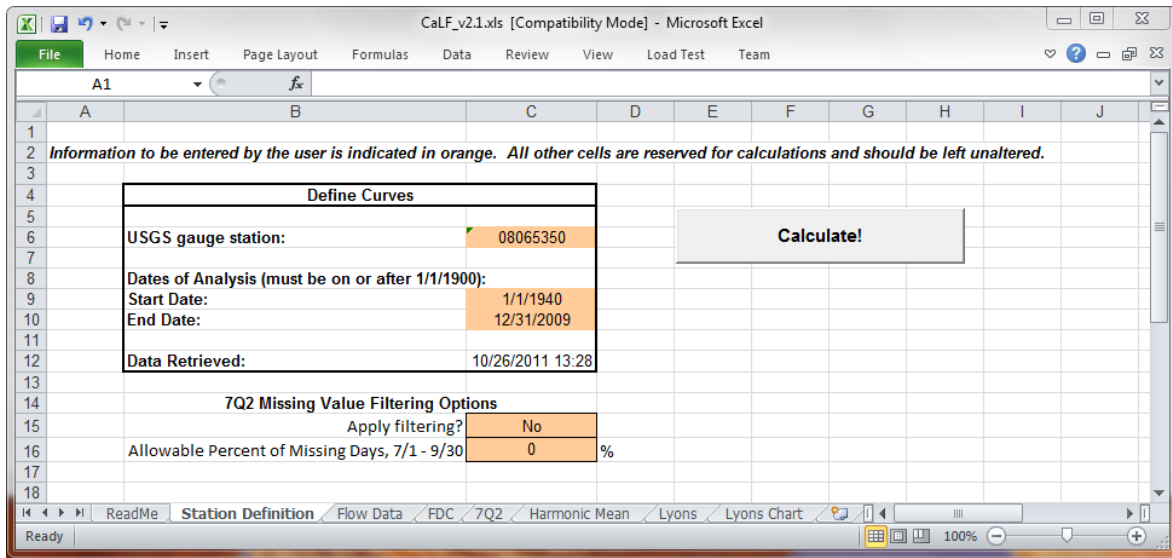 CaLF_v2.1.xls [Compatibility Mode] - Microsoft Excel
File Home Insert Page Layout Formulas Data Review View Load Test Team
A1 fx
A B C D E F G H I J
1
2 Information to be entered by the user is indicated in orange. All other cells are reserved for calculations and should be left unaltered.
3
4 Define Curves
5
6 USGS gauge station: 08065350
Calculate!
7
8 Dates of Analysis (must be on or after 1/1/1900):
9 Start Date: 1/1/1940
10 End Date: 12/31/2009
11
12 Data Retrieved: 10/26/2011 13:28
13
14 7Q2 Missing Value Filtering Options
15 Apply filtering? No
16 Allowable Percent of Missing Days, 7/1 - 9/30 0 %
17
18
ReadMe Station Definition Flow Data FDC 7Q2 Harmonic Mean Lyons Lyons Chart
Ready 100%